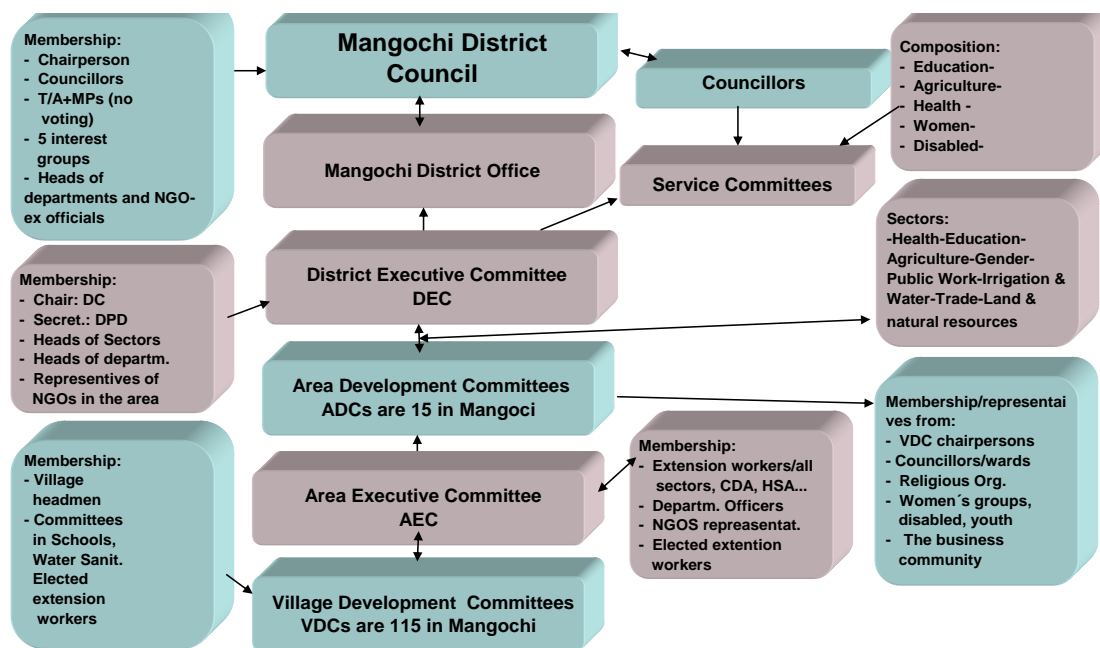 Membership:
- Chairperson
- Councillors
- T/A+MPs (no
voting)
- 5 interest
groups
- Heads of
departments and NGO-
ex officials
Mangochi District
Council
Councillors
Composition:
- Education-
- Agriculture-
- Health -
- Women-
- Disabled-
Mangochi District Office
Service Committees
Sectors:
-Health-Education-
Agriculture-Gender-
Public Work-Irrigation &
Water-Trade-Land &
natural resources
Membership:
- Chair: DC
- Secret.: DPD
- Heads of Sectors
- Heads of departm.
- Representives of
NGOs in the area
District Executive Committee
DEC
Area Development Committees
ADCs are 15 in Mangoci
Membership/representai
ves from:
- VDC chairpersons
- Councillors/wards
- Religious Org.
- Women´s groups,
disabled, youth
- The business
community
Membership:
- Village
headmen
- Committees
in Schools,
Water Sanit.
Elected
extension
workers
Area Executive Committee
AEC
Membership:
- Extension workers/all
sectors, CDA, HSA...
- Departm. Officers
- NGOS repreasentat.
- Elected extention
workers
Village Development Committees
VDCs are 115 in Mangochi